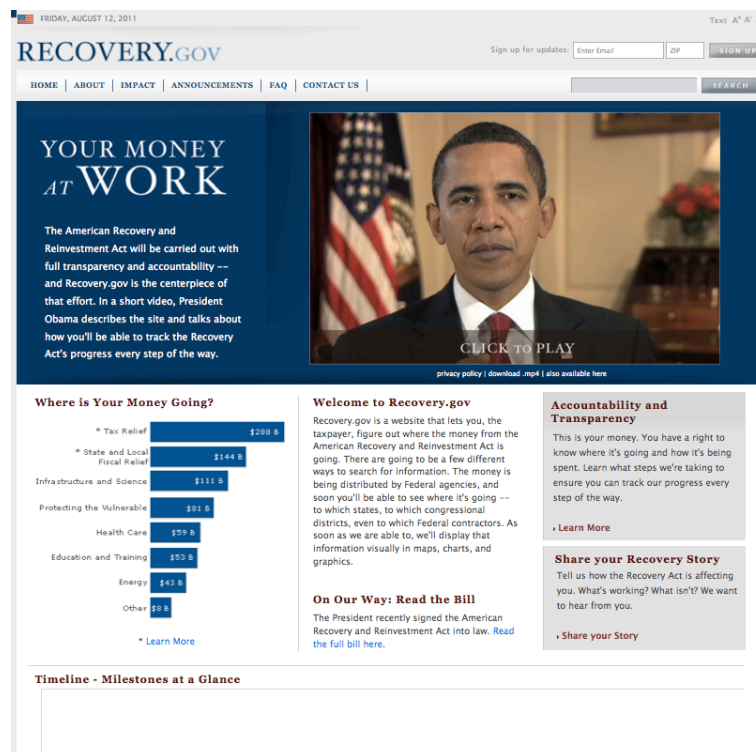 FRIDAY, AUGUST 12, 2011
Text A+ A-
RECOVERY.GOV
Sign up for updates: Enter Email ZIP SIGN UP
HOME | ABOUT | IMPACT | ANNOUNCEMENTS | FAQ | CONTACT US |
SEARCH
YOUR MONEY
AT WORK
The American Recovery and
Reinvestment Act will be carried out with
full transparency and accountability --
and Recovery.gov is the centerpiece of
that effort. In a short video, President
Obama describes the site and talks about
how you'll be able to track the Recovery
Act's progress every step of the way.
CLICK TO PLAY
privacy policy | download .mp4 | also available here
Where is Your Money Going?
* Tax Relief $288 B
* State and Local
Fiscal Relief $144 B
Infrastructure and Science $111 B
Protecting the Vulnerable $81 B
Health Care $59 B
Education and Training $53 B
Energy $43 B
Other $8 B
* Learn More
Welcome to Recovery.gov
Recovery.gov is a website that lets you, the
taxpayer, figure out where the money from the
American Recovery and Reinvestment Act is
going. There are going to be a few different
ways to search for information. The money is
being distributed by Federal agencies, and
soon you'll be able to see where it's going --
to which states, to which congressional
districts, even to which Federal contractors. As
soon as we are able to, we'll display that
information visually in maps, charts, and
graphics.
On Our Way: Read the Bill
The President recently signed the American
Recovery and Reinvestment Act into law. Read
the full bill here.
Accountability and
Transparency
This is your money. You have a right to
know where it's going and how it's being
spent. Learn what steps we're taking to
ensure you can track our progress every
step of the way.
› Learn More
Share your Recovery Story
Tell us how the Recovery Act is affecting
you. What's working? What isn't? We want
to hear from you.
› Share your Story
Timeline - Milestones at a Glance